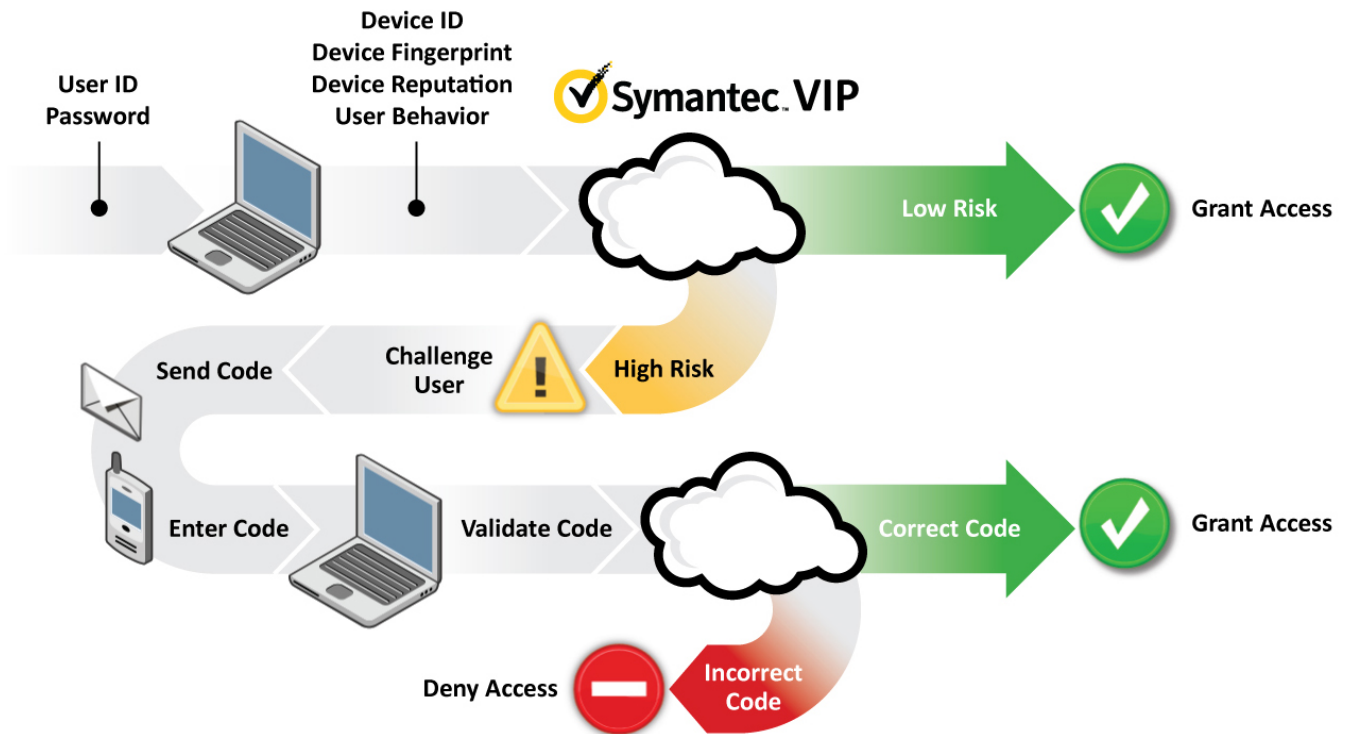 User ID
Password
Device ID
Device Fingerprint
Device Reputation
User Behavior
Symantec™ VIP
Low Risk
Grant Access
Send Code
Challenge
User
High Risk
Enter Code
Validate Code
Correct Code
Grant Access
Deny Access
Incorrect
Code